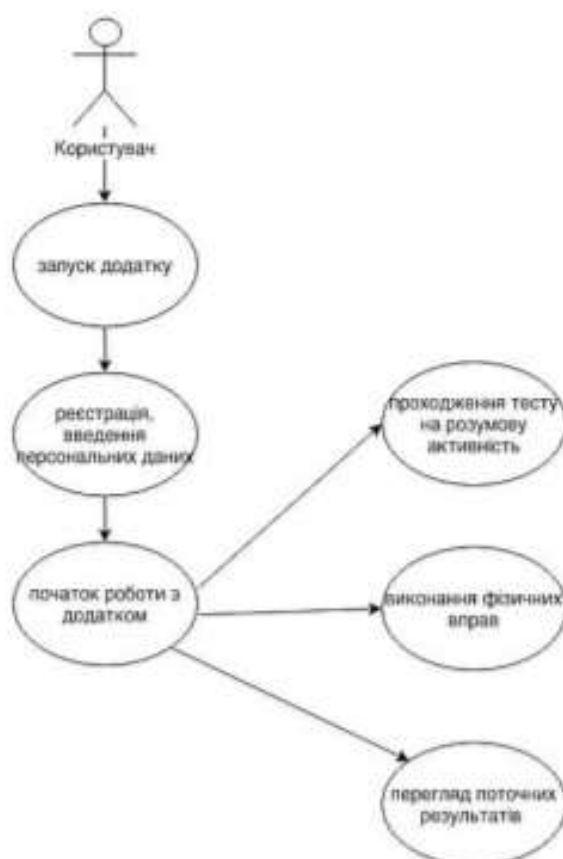 Користувач
запуск додатку
реєстрація,
введення
персональних даних
початок роботи з
додатком
проходження тесту
на розумову
активність
виконання фізичних
вправ
перегляд поточних
результатів